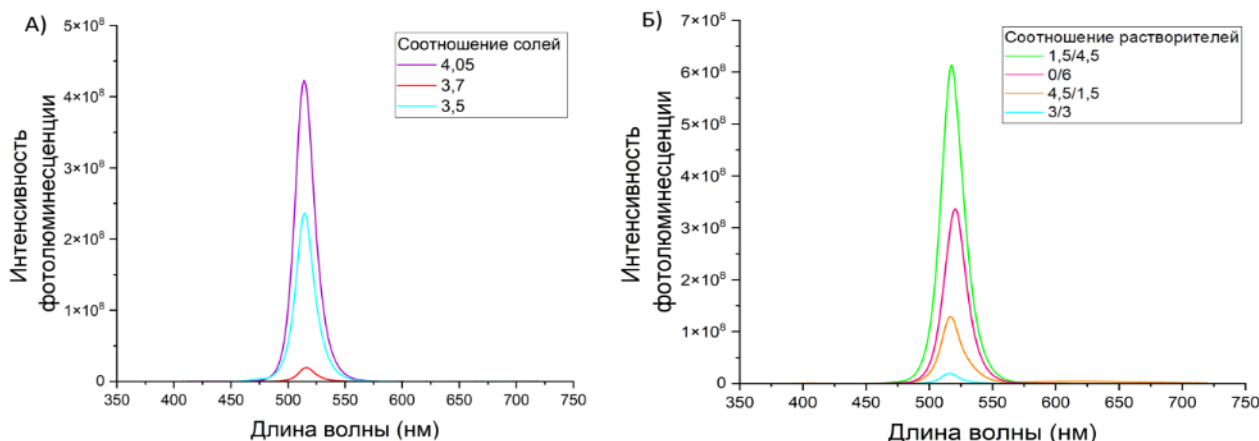 А)
Интенсивность
фотолюминесценции
5×10⁸
4×10⁸
3×10⁸
2×10⁸
1×10⁸
0
350 400 450 500 550 600 650 700 750
Длина волны (нм)
Соотношение солей
4,05
3,7
3,5
Б)
Интенсивность
фотолюминесценции
7×10⁸
6×10⁸
5×10⁸
4×10⁸
3×10⁸
2×10⁸
1×10⁸
0
350 400 450 500 550 600 650 700 750
Длина волны (нм)
Соотношение растворителей
1,5/4,5
0/6
4,5/1,5
3/3